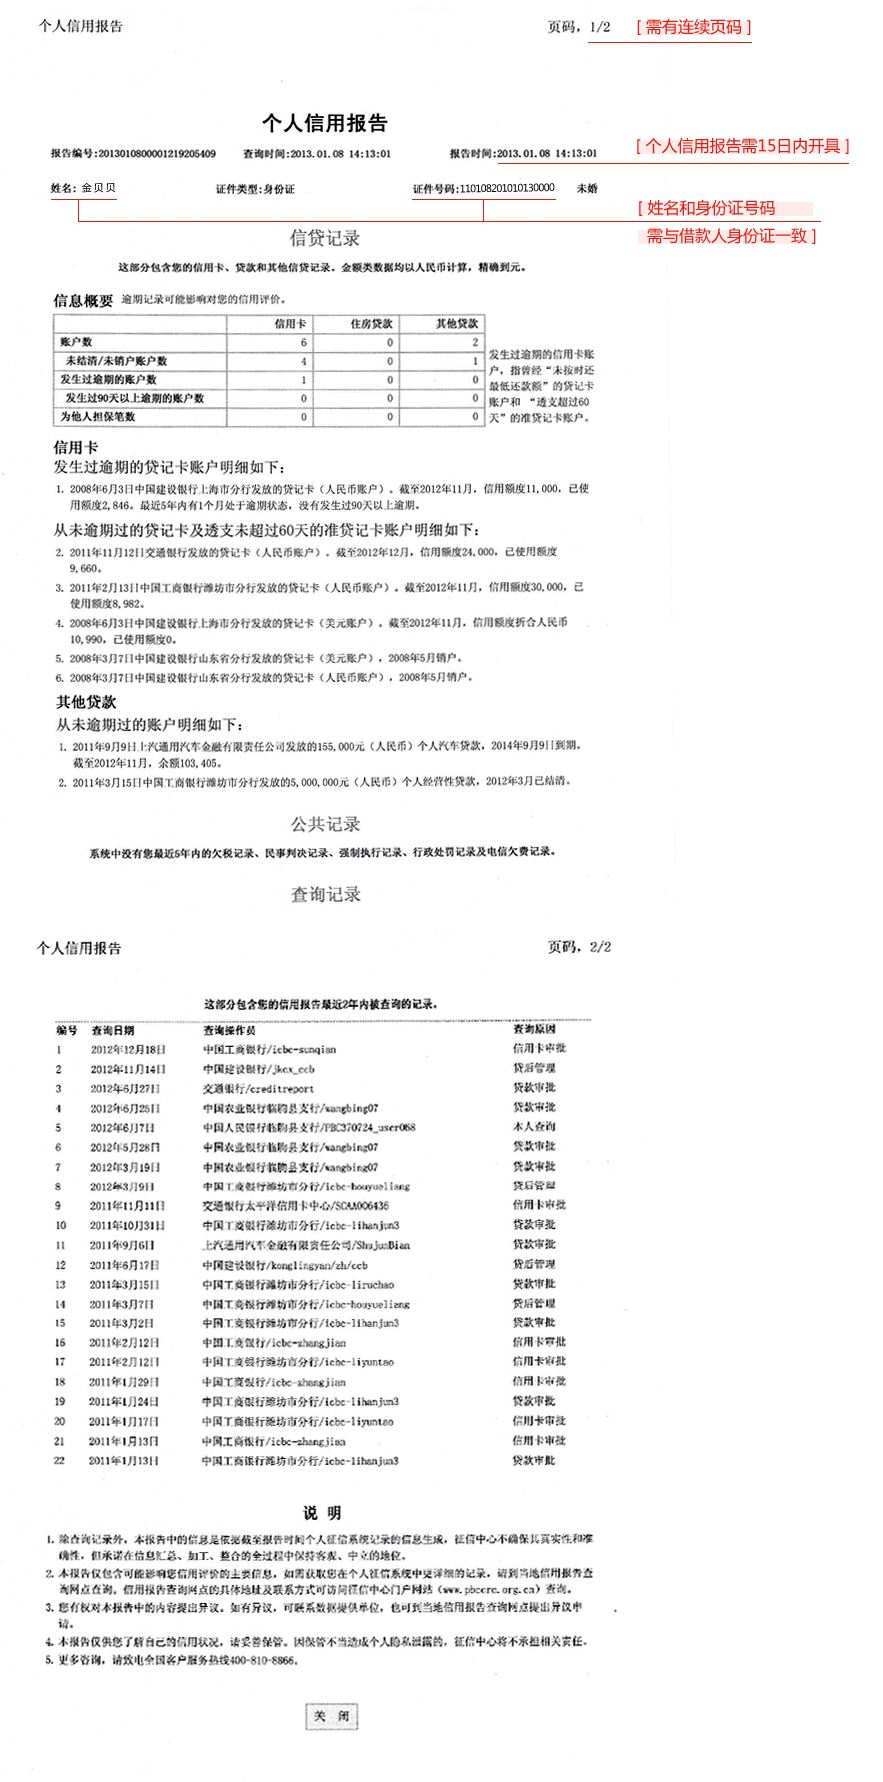 个人信用报告
页码，1/2
[ 需有连续页码 ]
个人信用报告
报告编号:2013010800001219205409 查询时间:2013.01.08 14:13:01 报告时间:2013.01.08 14:13:01
[ 个人信用报告需15日内开具 ]
姓名: 金贝贝 证件类型:身份证 证件号码:110108201010130000 未婚
[ 姓名和身份证号码
需与借款人身份证一致 ]
信贷记录
这部分包含您的信用卡、贷款和其他信贷记录。金额类数据均以人民币计算，精确到元。
信息概要 逾期记录可能影响对您的信用评价。
信用卡 住房贷款 其他贷款
账户数 6 0 2
未结清/未销户账户数 4 0 1
发生过逾期的账户数 1 0 0
发生过90天以上逾期的账户数 0 0 0
为他人担保笔数 0 0 0
发生过逾期的信用卡账
户，指曾经“未按时还
最低还款额”的贷记卡
账户和 “透支超过60
天”的准贷记卡账户。
信用卡
发生过逾期的贷记卡账户明细如下：
1. 2008年6月3日中国建设银行上海市分行发放的贷记卡（人民币账户）。截至2012年11月，信用额度11,000，已使
用额度2,846。最近5年内有1个月处于逾期状态，没有发生过90天以上逾期。
从未逾期过的贷记卡及透支未超过60天的准贷记卡账户明细如下：
2. 2011年11月12日交通银行发放的贷记卡（人民币账户）。截至2012年12月，信用额度24,000，已使用额度
9,660。
3. 2011年2月13日中国工商银行潍坊市分行发放的贷记卡（人民币账户）。截至2012年11月，信用额度30,000，已
使用额度8,982。
4. 2008年6月3日中国建设银行上海市分行发放的贷记卡（美元账户）。截至2012年11月，信用额度折合人民币
10,990，已使用额度0。
5. 2008年3月7日中国建设银行山东省分行发放的贷记卡（美元账户），2008年5月销户。
6. 2008年3月7日中国建设银行山东省分行发放的贷记卡（人民币账户），2008年5月销户。
其他贷款
从未逾期过的账户明细如下：
1. 2011年9月9日上汽通用汽车金融有限责任公司发放的155,000元（人民币）个人汽车贷款，2014年9月9日到期。
截至2012年11月，余额103,405。
2. 2011年3月15日中国工商银行潍坊市分行发放的5,000,000元（人民币）个人经营性贷款，2012年3月已结清。
公共记录
系统中没有您最近5年内的欠税记录、民事判决记录、强制执行记录、行政处罚记录及电信欠费记录。
查询记录
个人信用报告
页码，2/2
这部分包含您的信用报告最近2年内被查询的记录。
编号 查询日期 查询操作员 查询原因
1 2012年12月18日 中国工商银行/icbc-sunqian 信用卡审批
2 2012年11月14日 中国建设银行/jkcx_ccb 贷后管理
3 2012年6月27日 交通银行/creditreport 贷款审批
4 2012年6月25日 中国农业银行临朐县支行/wangbing07 贷款审批
5 2012年6月7日 中国人民银行临朐县支行/PBC370724_user068 本人查询
6 2012年5月28日 中国农业银行临朐县支行/wangbing07 贷款审批
7 2012年3月19日 中国农业银行临朐县支行/wangbing07 贷款审批
8 2012年3月9日 中国工商银行潍坊市分行/icbc-houyueliang 贷后管理
9 2011年11月11日 交通银行太平洋信用卡中心/SCAA006436 信用卡审批
10 2011年10月31日 中国工商银行潍坊市分行/icbc-lihanjun3 贷款审批
11 2011年9月6日 上汽通用汽车金融有限责任公司/ShujunBian 贷款审批
12 2011年6月17日 中国建设银行/konglingyan/zh/ccb 贷后管理
13 2011年3月15日 中国工商银行潍坊市分行/icbc-liruchao 贷款审批
14 2011年3月7日 中国工商银行潍坊市分行/icbc-houyueliang 贷后管理
15 2011年3月2日 中国工商银行潍坊市分行/icbc-lihanjun3 贷款审批
16 2011年2月12日 中国工商银行/icbc-zhangjian 信用卡审批
17 2011年2月12日 中国工商银行潍坊市分行/icbc-liyuntao 信用卡审批
18 2011年1月29日 中国工商银行/icbc-zhangjian 信用卡审批
19 2011年1月24日 中国工商银行潍坊市分行/icbc-lihanjun3 贷款审批
20 2011年1月17日 中国工商银行潍坊市分行/icbc-liyuntao 信用卡审批
21 2011年1月13日 中国工商银行/icbc-zhangjian 信用卡审批
22 2011年1月13日 中国工商银行潍坊市分行/icbc-lihanjun3 贷款审批
说 明
1. 除查询记录外，本报告中的信息是依据截至报告时间个人征信系统记录的信息生成，征信中心不确保其真实性和准
确性，但承诺在信息汇总、加工、整合的全过程中保持客观、中立的地位。
2. 本报告仅包含可能影响您信用评价的主要信息，如需获取您在个人征信系统中更详细的记录，请到当地信用报告查
询网点查询。信用报告查询网点的具体地址及联系方式可访问征信中心门户网站（www.pbccrc.org.cn）查询。
3. 您有权对本报告中的内容提出异议。如有异议，可联系数据提供单位，也可到当地信用报告查询网点提出异议申
请。
4. 本报告仅供您了解自己的信用状况，请妥善保管。因保管不当造成个人隐私泄露的，征信中心将不承担相关责任。
5. 更多咨询，请致电全国客户服务热线400-810-8866。
关 闭